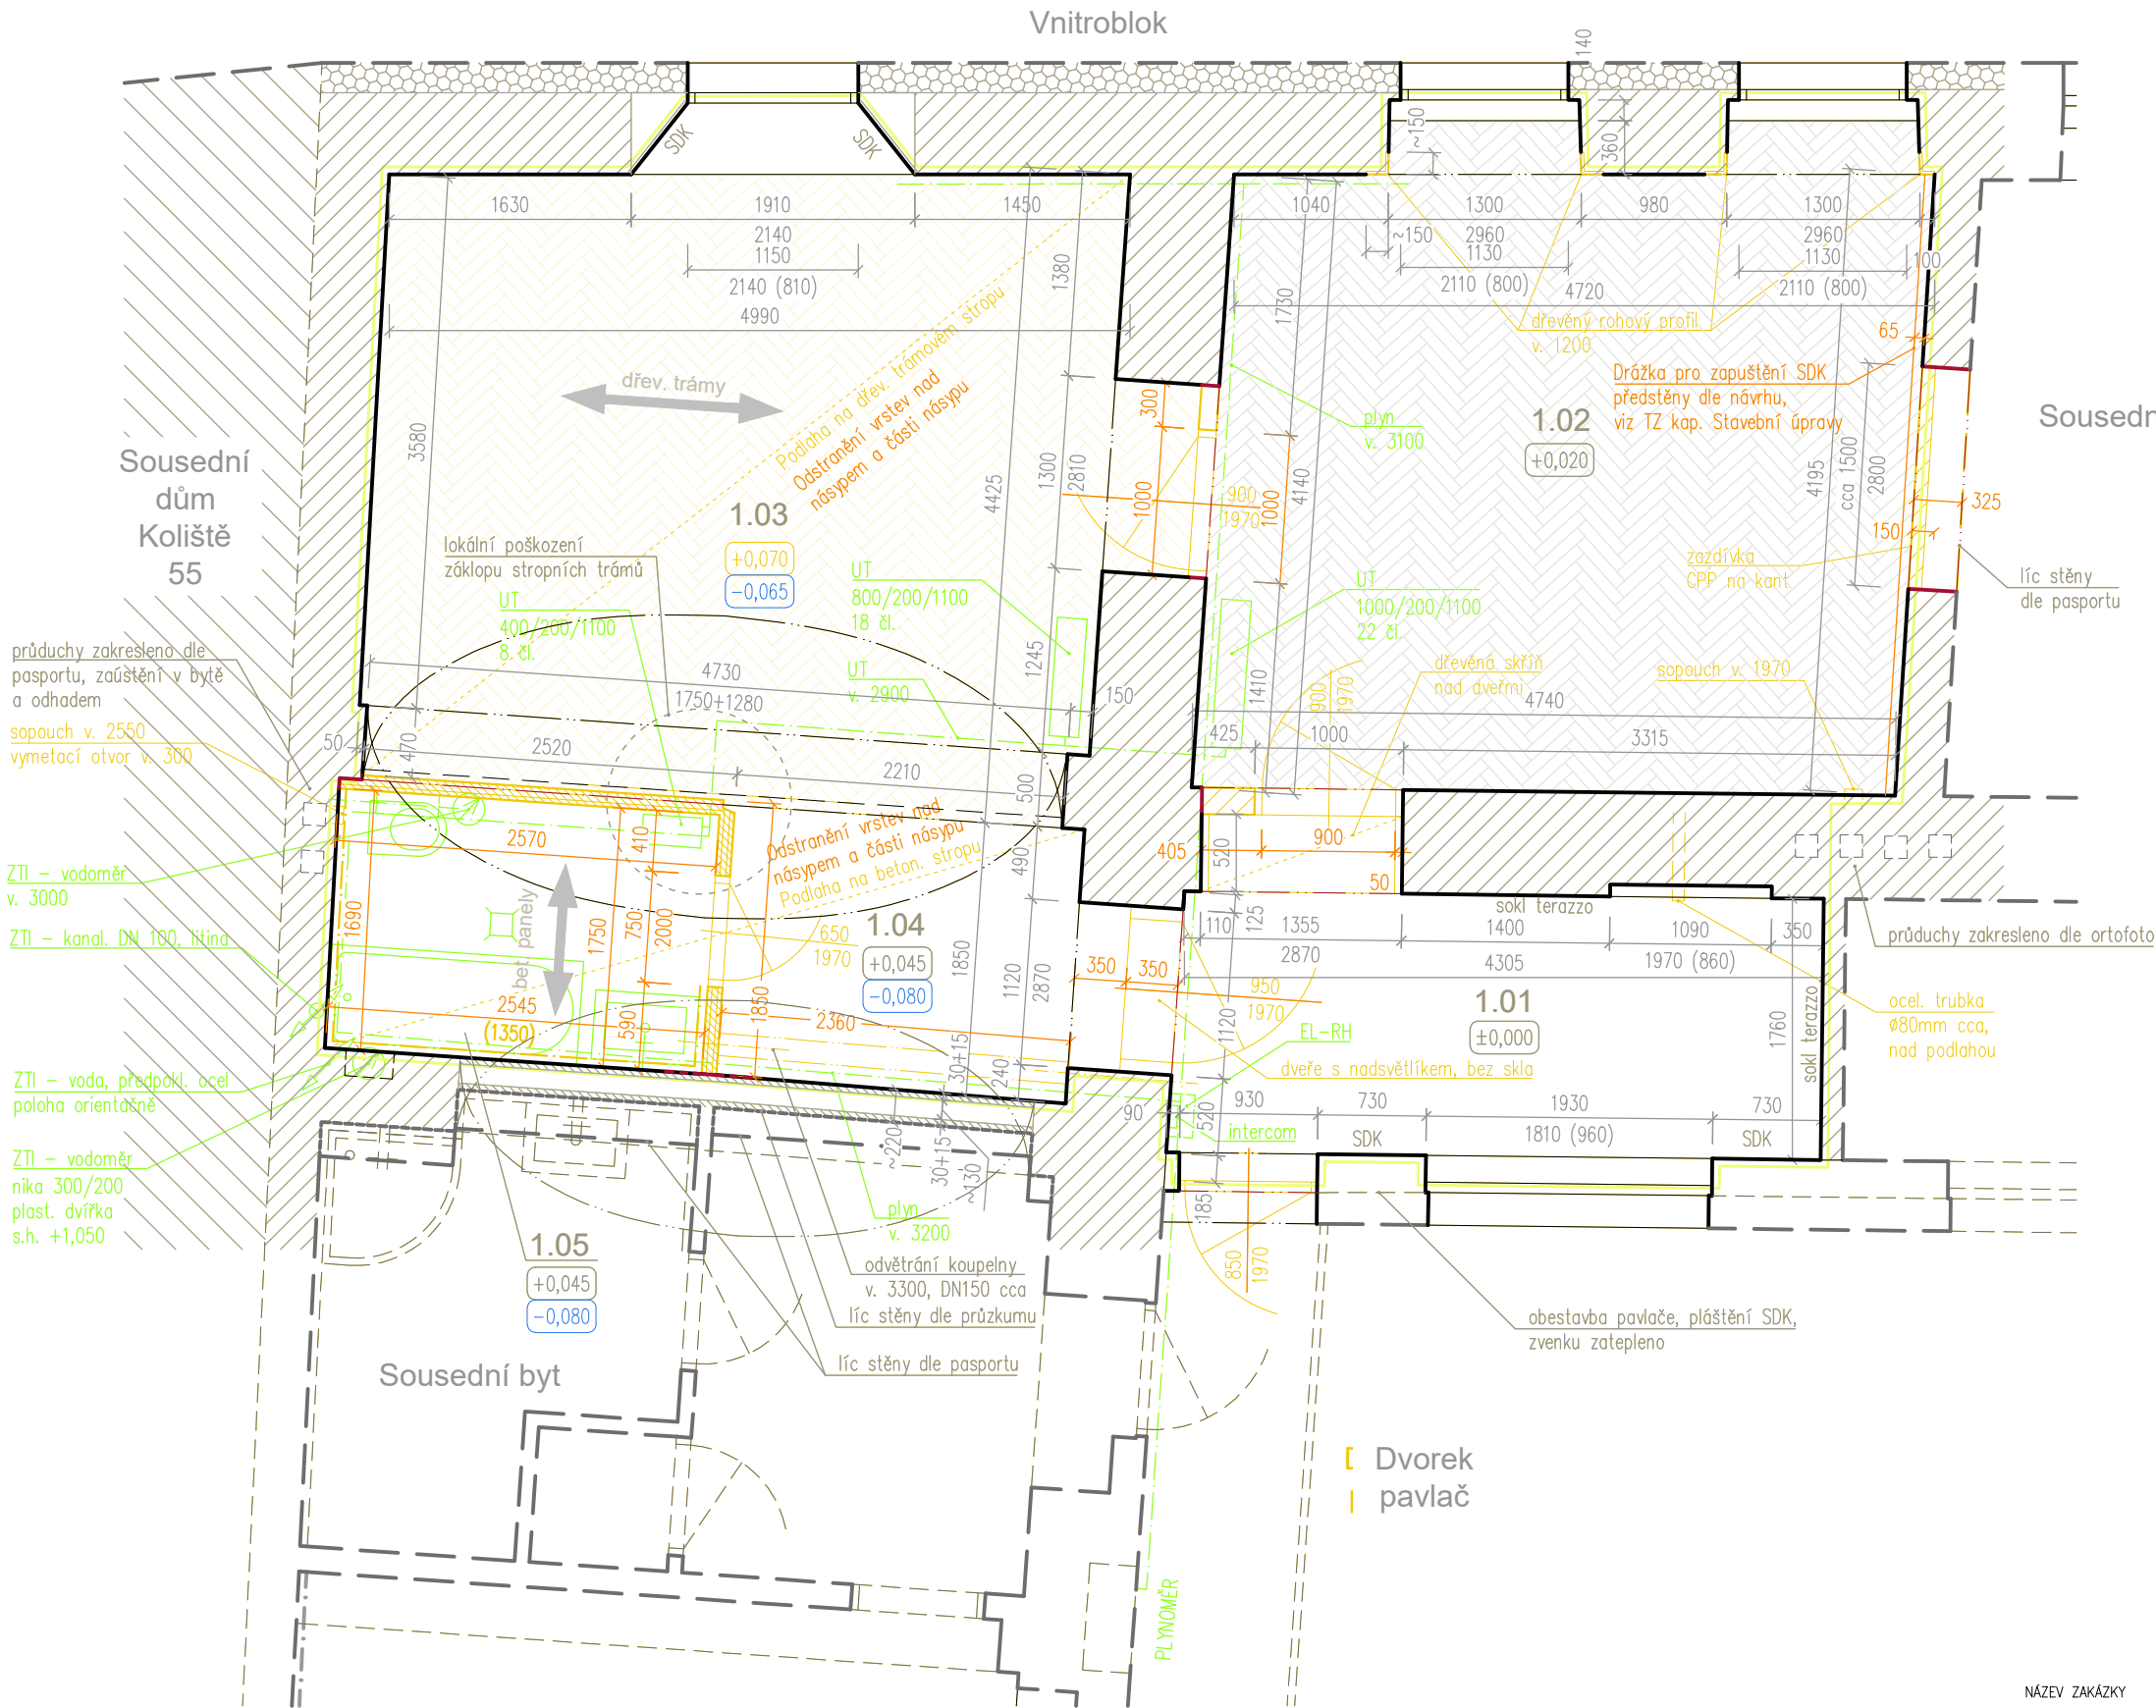 Vnitroblok
140
SDK
SDK
~150
360
1630
1910
1450
2140
1150
2140 (810)
4990
1380
1040
1300
980
1300
~150
2960
2960
1130
1130
2110 (800)
2110 (800)
100
4720
1730
dřevěný rohový profil
v. 1200
65
Drážka pro zapuštění SDK
předstěny dle návrhu,
viz TZ kap. Stavební úpravy
Podlaha na dřev. trámovém stropu
Odstranění vrstev nad
násypem a části násypu
dřev. trámy
3580
300
plyn
v. 3100
1.02
+0,020
Sousedn
Sousední
dům
Koliště
55
4425
1300
2810
1000
900
1970
1000
4140
4195
cca 1500
2800
325
150
1.03
+0,070
-0,065
lokální poškození
základu stropních trámů
UT
400/200/1100
8. čl.
UT
800/200/1100
18 čl.
UT
1000/200/1100
22 čl.
zazdívka
CPP na kant
líc stěny
dle pasportu
průduchy zakresleno dle
pasportu, zaústění v bytě
a odhadem
sopouch v. 2550
vymetací otvor v. 300
4730
1750+1280
UT
v. 2900
1245
150
1410
900
1970
dřevěná skříň
nad dveřmi
sopouch v. 1970
4740
425
1000
3315
50
470
2520
2210
500
Odstranění vrstev nad
násypem a části násypu
Podlaha na beton. stropu
2570
410
490
405
520
900
50
ZTI - vodoměr
v. 3000
ZTI - kanal. DN 100, litina
1690
bet. panely
1750
750
2000
650
1970
1.04
+0,045
-0,080
1850
1120
2870
sokl terazzo
110
125
1355
1400
1090
350
2870
4305
1970 (860)
průduchy zakresleno dle ortofoto
350
350
950
1970
1.01
±0,000
sokl terazzo
1760
ocel. trubka
ø80mm cca,
nad podlahou
2545
(1350)
590
1850
2360
1120
EL-RH
dveře s nadsvětlíkem, bez skla
30+15
240
ZTI - voda, předpokl. ocel
poloha orientačně
90
520
930
730
1930
730
1810 (960)
intercom
SDK
SDK
ZTI - vodoměr
nika 300/200
plast. dvířka
s.h. +1,050
~220
30+15
~130
185
850
1970
plyn
v. 3200
1.05
+0,045
-0,080
odvětrání koupelny
v. 3300, DN150 cca
líc stěny dle průzkumu
líc stěny dle pasportu
obestavba pavlače, pláštění SDK,
zvenku zatepleno
Sousední byt
Dvorek
pavlač
PLYNOMĚR
NÁZEV ZAKÁZKY